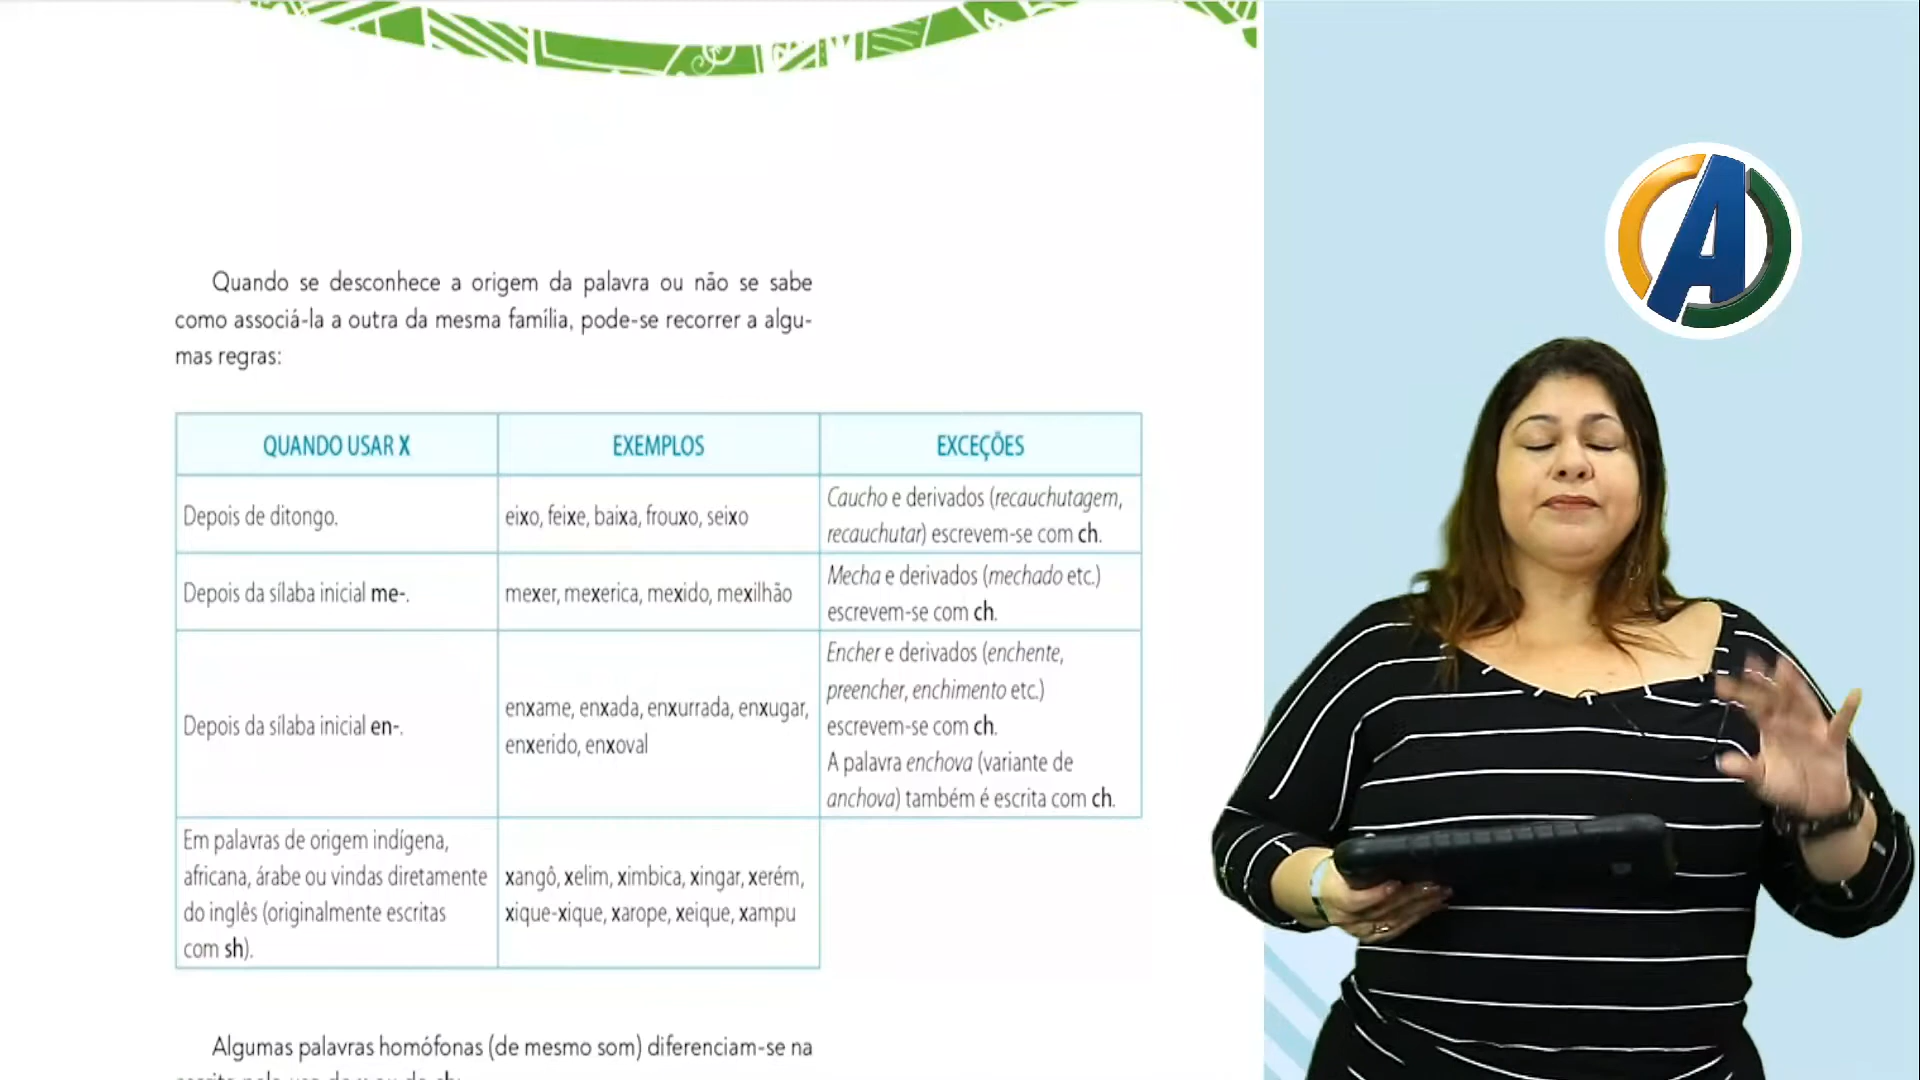 Quando se desconhece a origem da palavra ou não se sabe
como associá-la a outra da mesma família, pode-se recorrer a algu-
mas regras:
QUANDO USAR X
EXEMPLOS
EXCEÇÕES
Depois de ditongo.
eixo, feixe, baixa, frouxo, seixo
Caucho e derivados (recauchutagem,
recauchutar) escrevem-se com ch.
Depois da sílaba inicial me-.
mexer, mexerica, mexido, mexilhão
Mecha e derivados (mechado etc.)
escrevem-se com ch.
Depois da sílaba inicial en-.
enxame, enxada, enxurrada, enxugar,
enxerido, enxoval
Encher e derivados (enchente,
preencher, enchimento etc.)
escrevem-se com ch.
A palavra enchova (variante de
anchova) também é escrita com ch.
Em palavras de origem indígena,
africana, árabe ou vindas diretamente
do inglês (originalmente escritas
com sh).
xangô, xelim, ximbica, xingar, xerém,
xique-xique, xarope, xeique, xampu
Algumas palavras homófonas (de mesmo som) diferenciam-se na
A